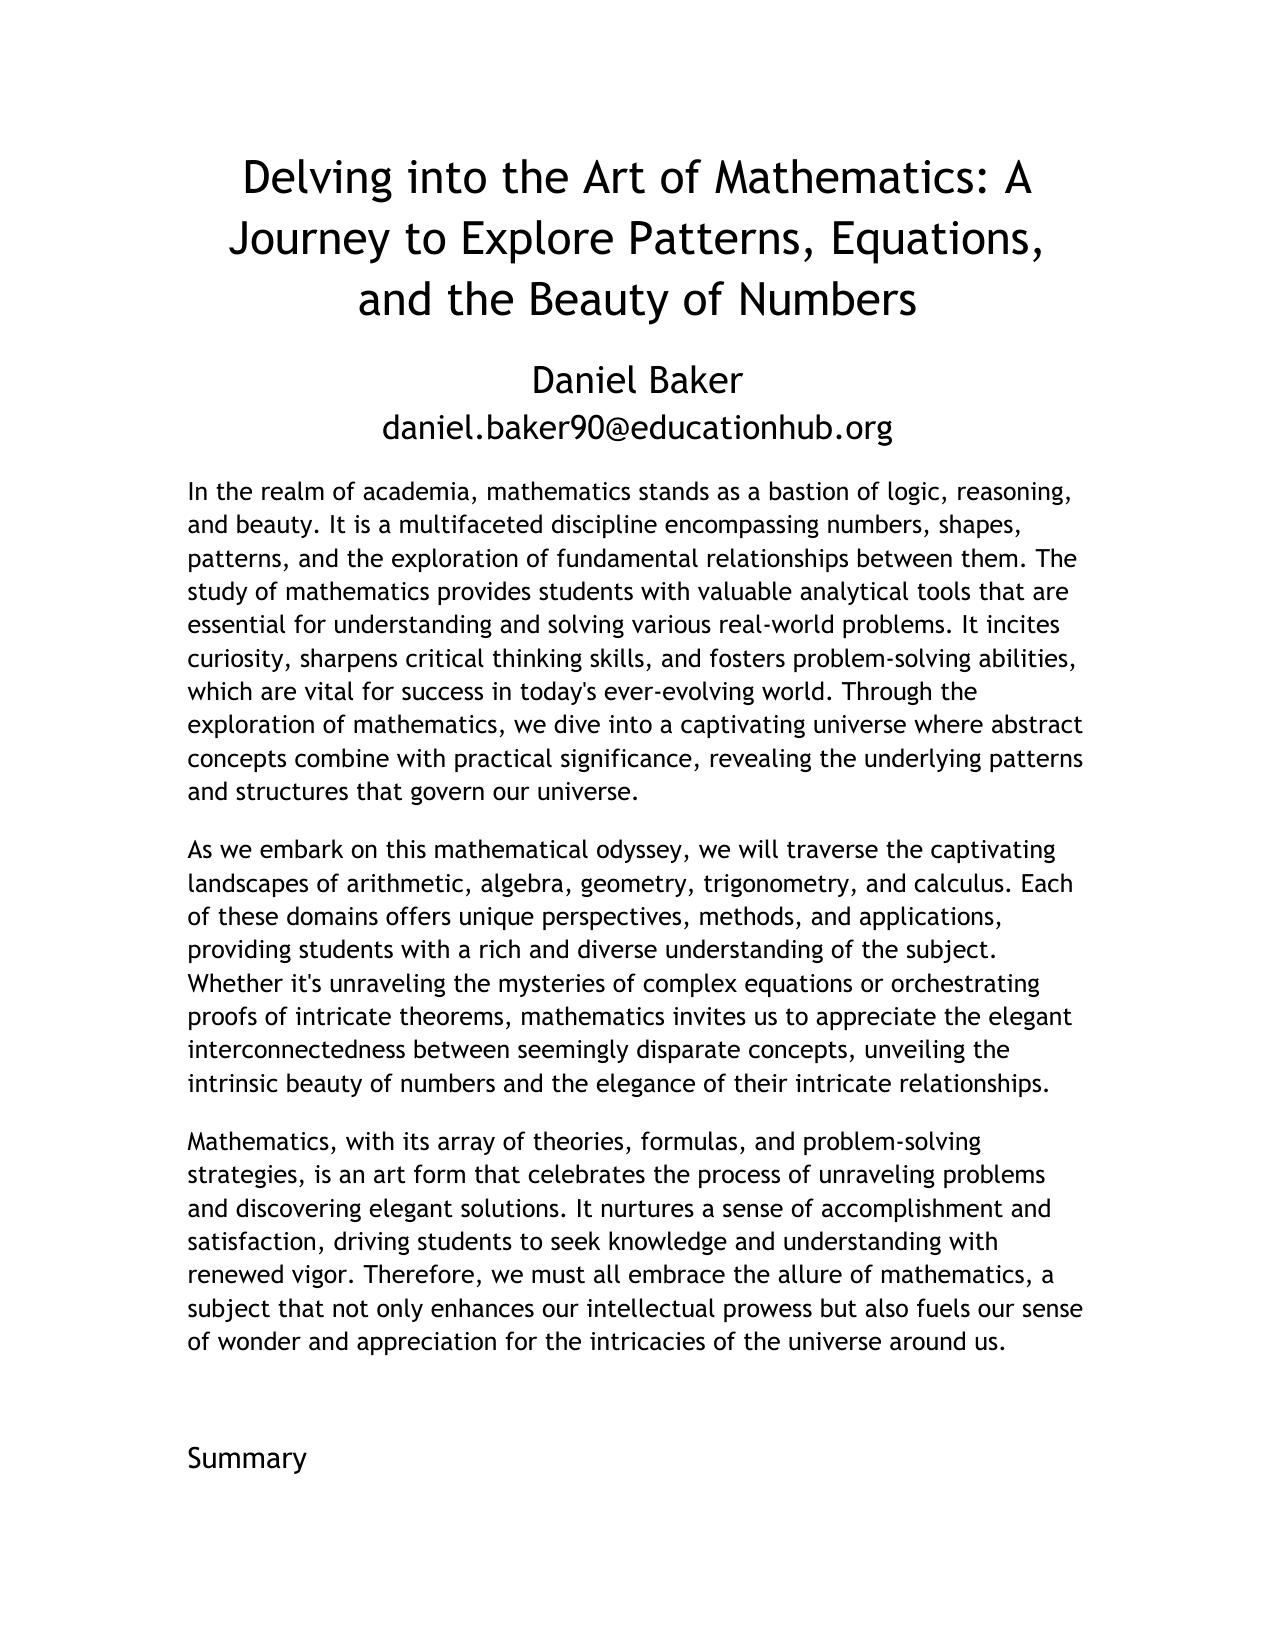 Delving into the Art of Mathematics: A
Journey to Explore Patterns, Equations,
and the Beauty of Numbers
Daniel Baker
daniel.baker90@educationhub.org
In the realm of academia, mathematics stands as a bastion of logic, reasoning,
and beauty. It is a multifaceted discipline encompassing numbers, shapes,
patterns, and the exploration of fundamental relationships between them. The
study of mathematics provides students with valuable analytical tools that are
essential for understanding and solving various real-world problems. It incites
curiosity, sharpens critical thinking skills, and fosters problem-solving abilities,
which are vital for success in today's ever-evolving world. Through the
exploration of mathematics, we dive into a captivating universe where abstract
concepts combine with practical significance, revealing the underlying patterns
and structures that govern our universe.
As we embark on this mathematical odyssey, we will traverse the captivating
landscapes of arithmetic, algebra, geometry, trigonometry, and calculus. Each
of these domains offers unique perspectives, methods, and applications,
providing students with a rich and diverse understanding of the subject.
Whether it's unraveling the mysteries of complex equations or orchestrating
proofs of intricate theorems, mathematics invites us to appreciate the elegant
interconnectedness between seemingly disparate concepts, unveiling the
intrinsic beauty of numbers and the elegance of their intricate relationships.
Mathematics, with its array of theories, formulas, and problem-solving
strategies, is an art form that celebrates the process of unraveling problems
and discovering elegant solutions. It nurtures a sense of accomplishment and
satisfaction, driving students to seek knowledge and understanding with
renewed vigor. Therefore, we must all embrace the allure of mathematics, a
subject that not only enhances our intellectual prowess but also fuels our sense
of wonder and appreciation for the intricacies of the universe around us.
Summary